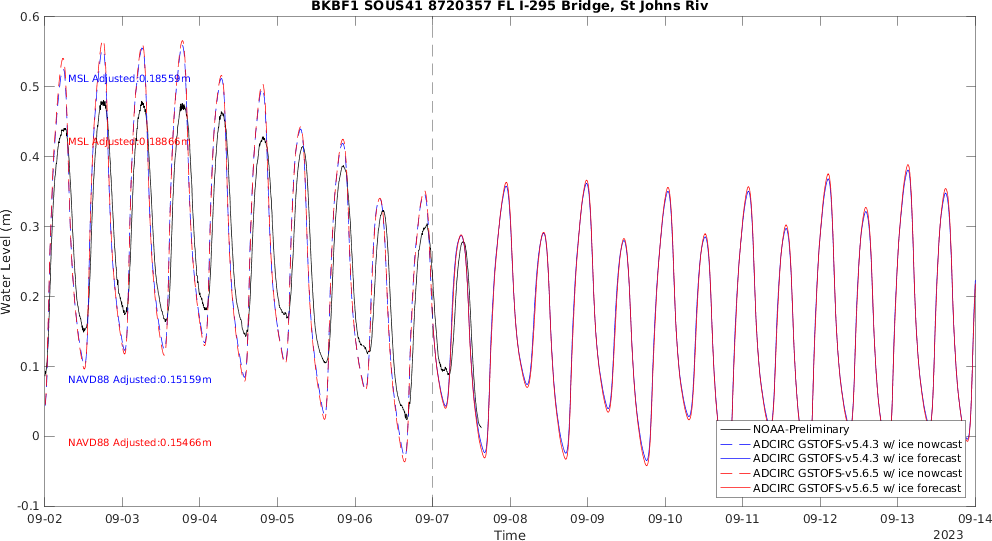 BKBF1 SOUS41 8720357 FL I-295 Bridge, St Johns Riv
0.6
0.5
0.4
0.3
0.2
0.1
0
-0.1
Water Level (m)
MSL Adjusted:0.18559m
MSL Adjusted:0.18866m
NAVD88 Adjusted:0.15159m
NAVD88 Adjusted:0.15466m
NOAA-Preliminary
ADCIRC GSTOFS-v5.4.3 w/ ice nowcast
ADCIRC GSTOFS-v5.4.3 w/ ice forecast
ADCIRC GSTOFS-v5.6.5 w/ ice nowcast
ADCIRC GSTOFS-v5.6.5 w/ ice forecast
09-02 09-03 09-04 09-05 09-06 09-07 09-08 09-09 09-10 09-11 09-12 09-13 09-14
Time
2023